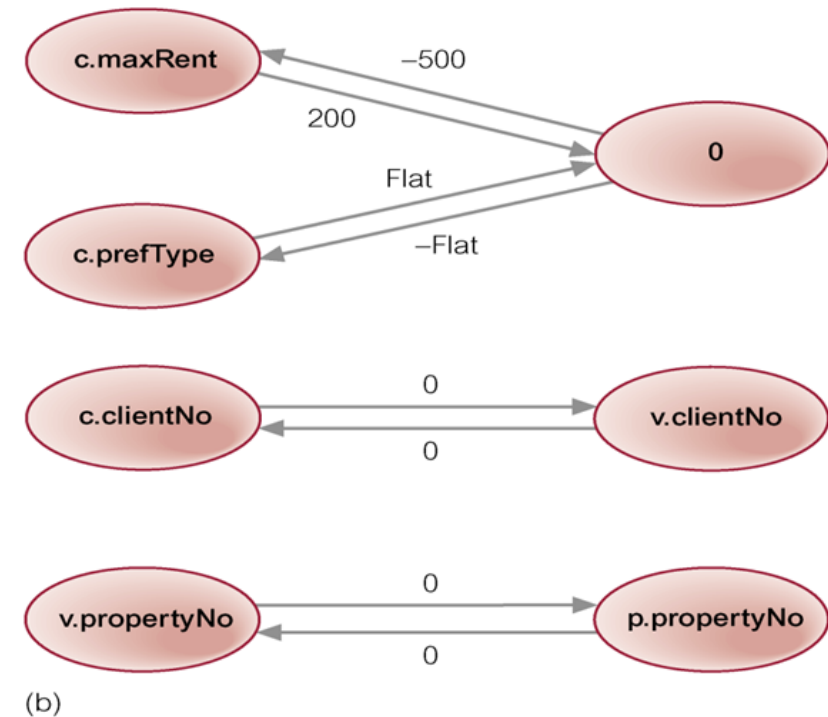 c.maxRent
–500
200
0
Flat
c.prefType
–Flat
0
c.clientNo
v.clientNo
0
0
v.propertyNo
p.propertyNo
0
(b)